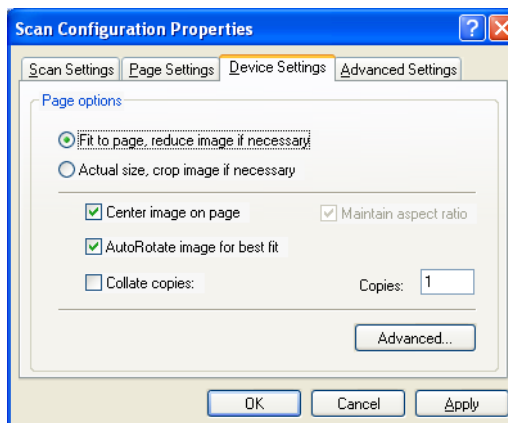 Scan Configuration Properties
Scan Settings Page Settings Device Settings Advanced Settings
Page options
Fit to page, reduce image if necessary
Actual size, crop image if necessary
Center image on page Maintain aspect ratio
AutoRotate image for best fit
Collate copies: Copies: 1
Advanced...
OK Cancel Apply